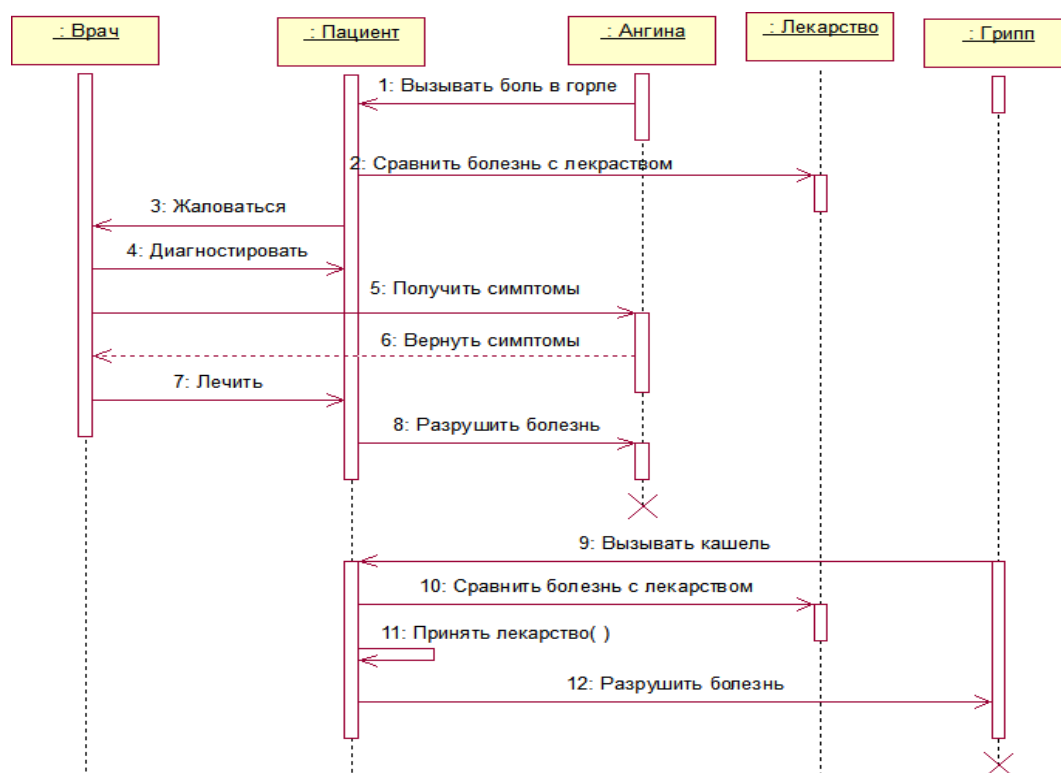 _: Врач
_: Пациент
_: Ангина
_: Лекарство
_: Грипп
1: Вызывать боль в горле
2: Сравнить болезнь с лекраством
3: Жаловаться
4: Диагностировать
5: Получить симптомы
6: Вернуть симптомы
7: Лечить
8: Разрушить болезнь
9: Вызывать кашель
10: Сравнить болезнь с лекарством
11: Принять лекарство( )
12: Разрушить болезнь